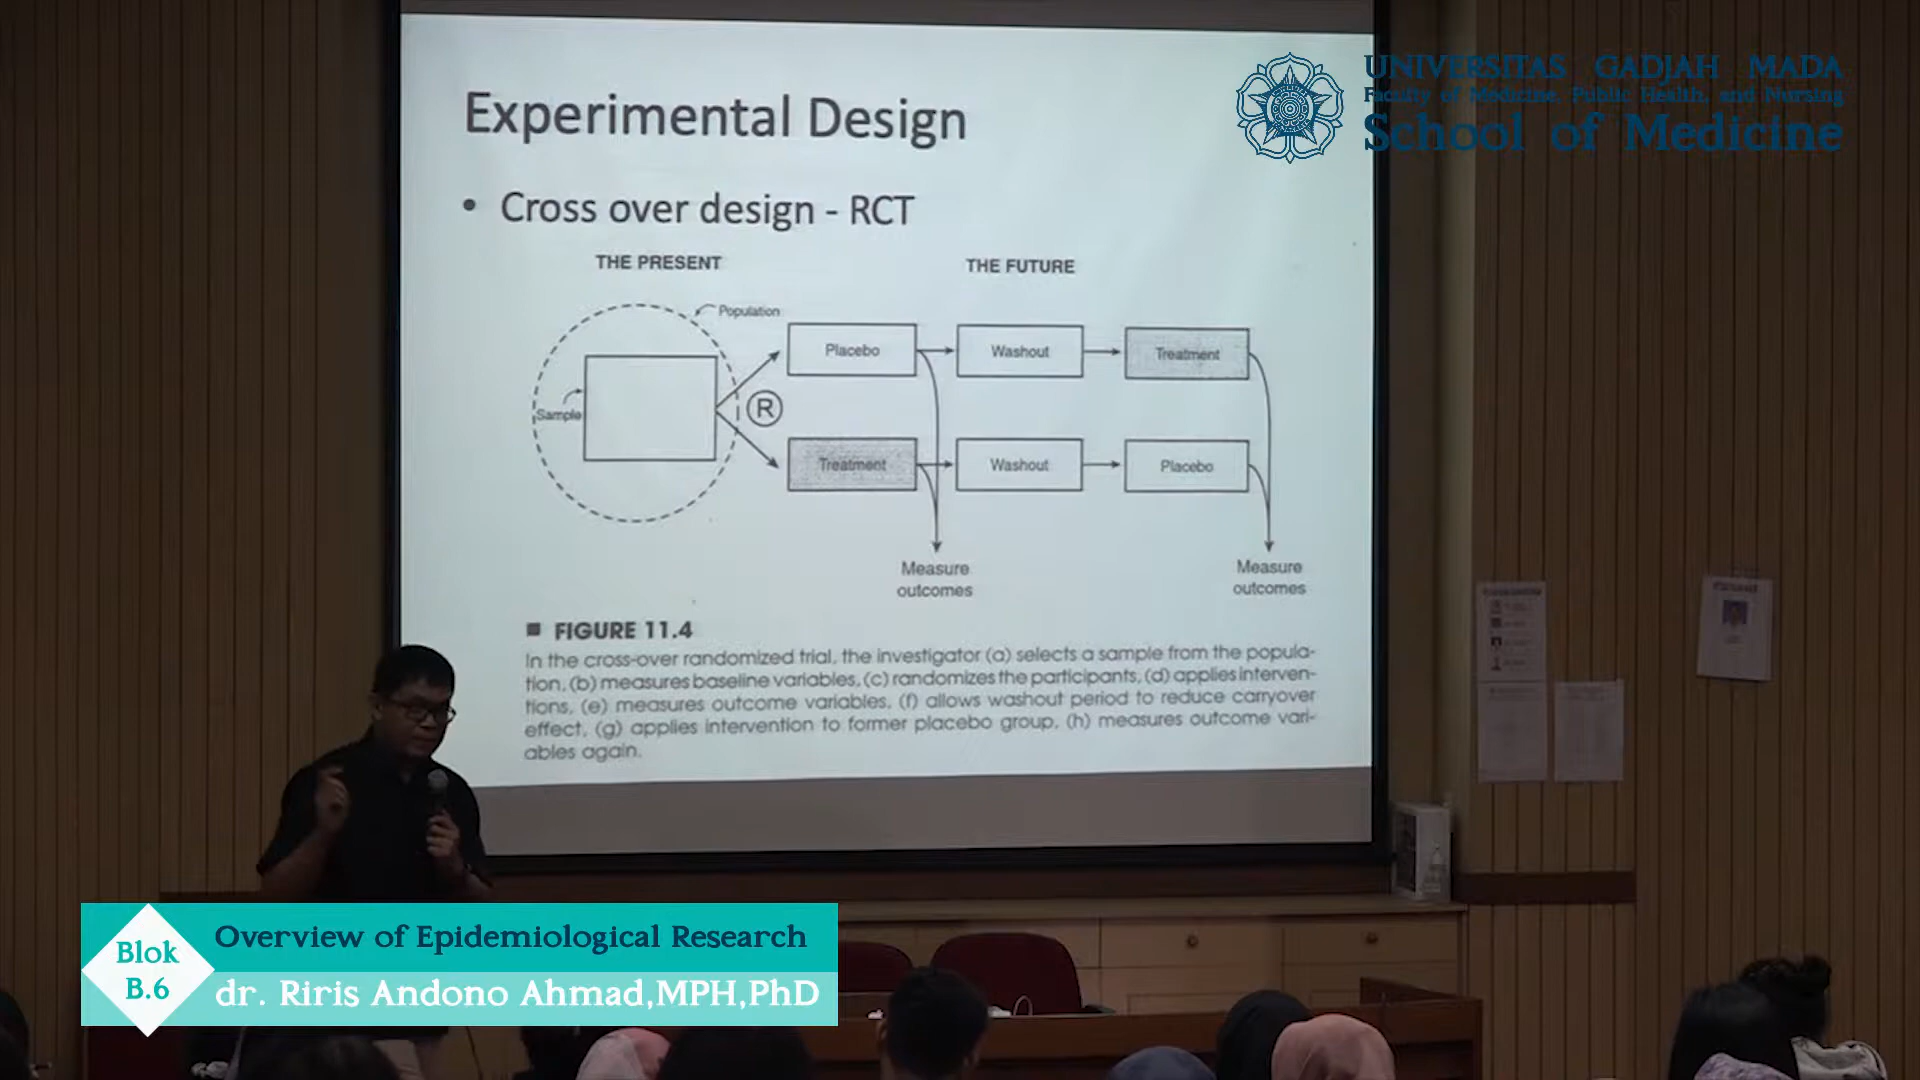 UNIVERSITAS GADJAH MADA
Faculty of Medicine, Public Health, and Nursing
School of Medicine
Experimental Design
• Cross over design - RCT
THE PRESENT
THE FUTURE
Population
Sample
R
Placebo
Washout
Treatment
Treatment
Washout
Placebo
Measure
outcomes
Measure
outcomes
■ FIGURE 11.4
In the cross-over randomized trial, the investigator (a) selects a sample from the popula-
tion, (b) measures baseline variables, (c) randomizes the participants, (d) applies interven-
tions, (e) measures outcome variables, (f) allows washout period to reduce carryover
effect, (g) applies intervention to former placebo group, (h) measures outcome vari-
ables again.
Blok
B.6
Overview of Epidemiological Research
dr. Riris Andono Ahmad,MPH,PhD